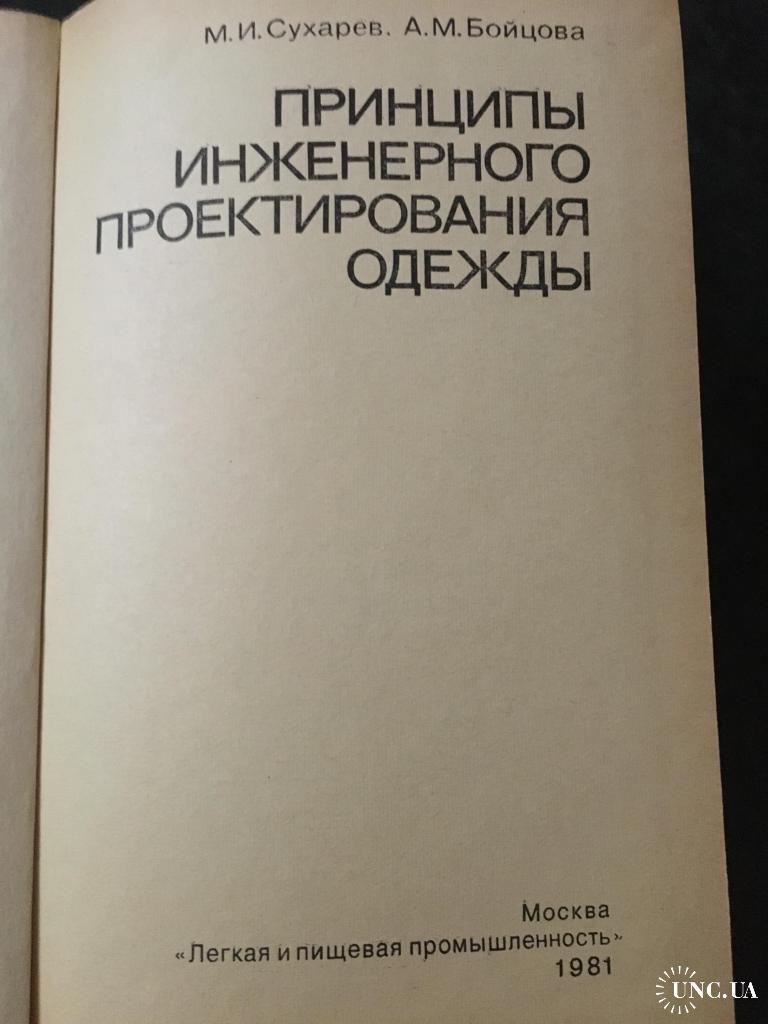 М.И.Сухарев. А.М.Бойцова
ПРИНЦИПЫ
ИНЖЕНЕРНОГО
ПРОЕКТИРОВАНИЯ
ОДЕЖДЫ
Москва
«Легкая и пищевая промышленность»
1981
UNC.UA